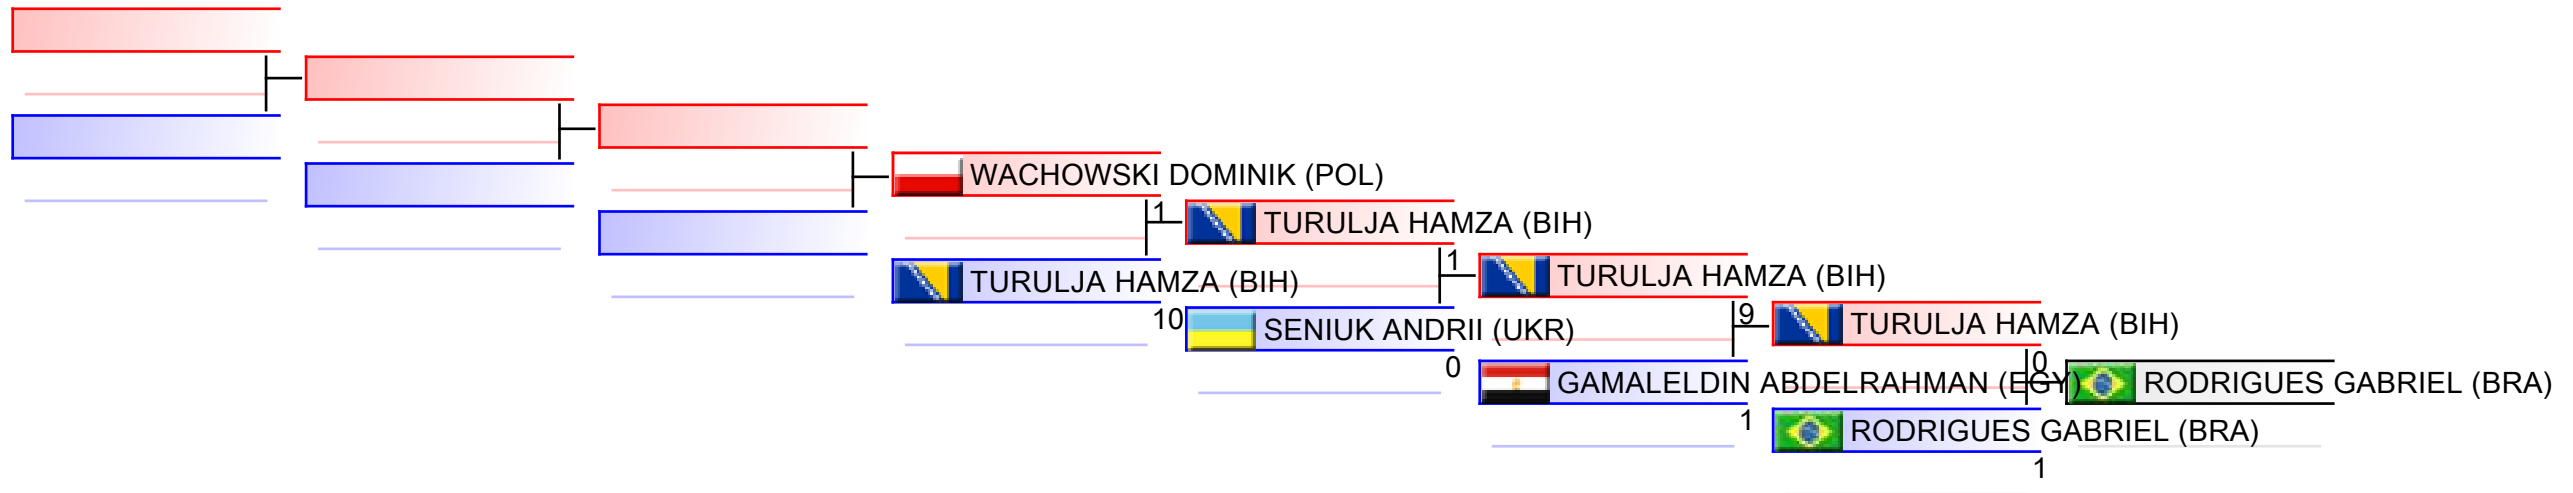 WACHOWSKI DOMINIK (POL)
1
TURULJA HAMZA (BIH)
TURULJA HAMZA (BIH)
10
1
TURULJA HAMZA (BIH)
SENIUK ANDRII (UKR)
0
9
TURULJA HAMZA (BIH)
GAMALELDIN ABDELRAHMAN (EGY)
1
0
RODRIGUES GABRIEL (BRA)
RODRIGUES GABRIEL (BRA)
1